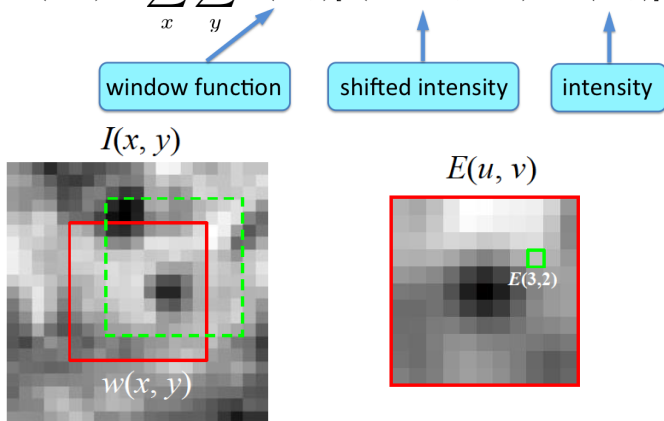 x y
window function shifted intensity intensity
I(x, y)
E(u, v)
E(3,2)
w(x, y)